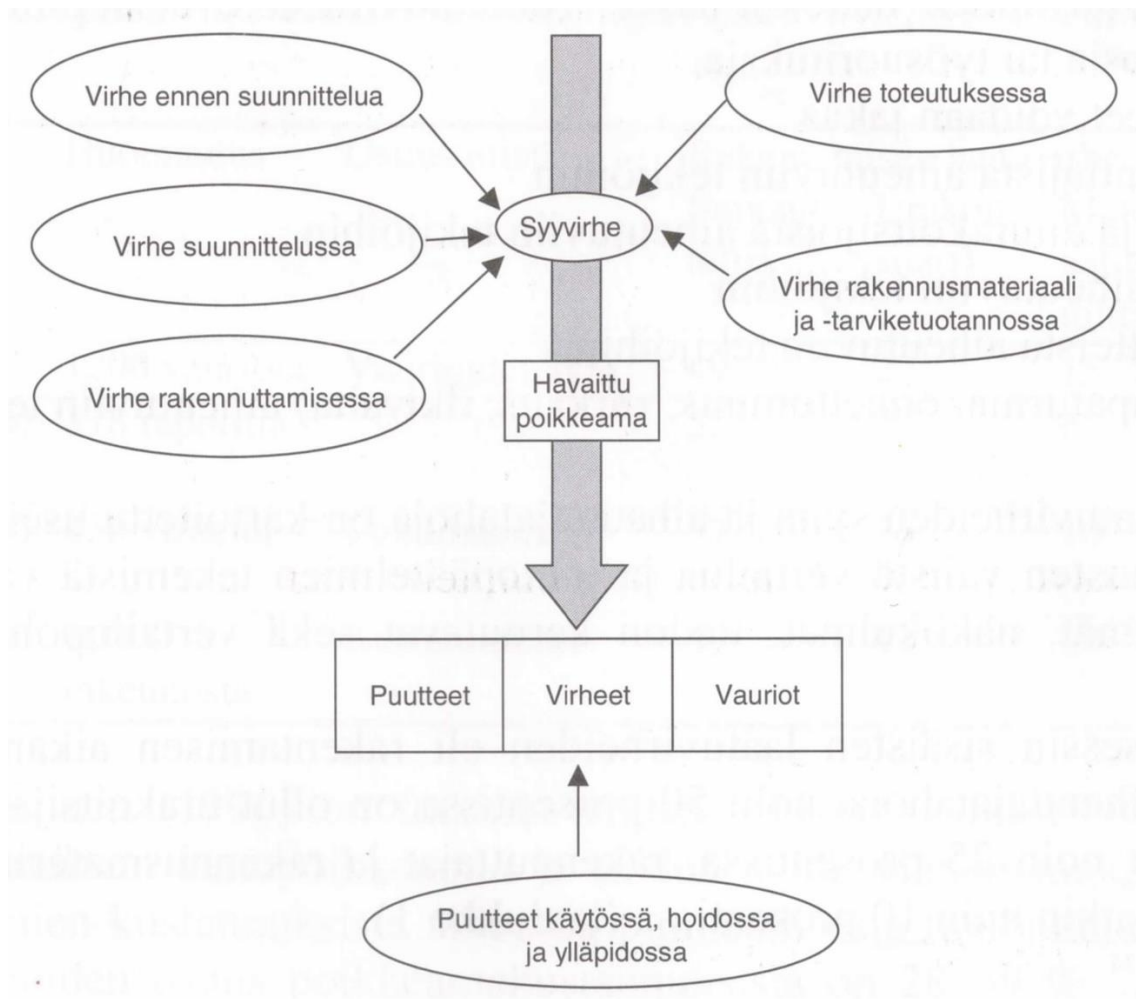 Virhe ennen suunnittelua
Virhe toteutuksessa
Virhe suunnittelussa
Syyvirhe
Virhe rakennusmateriaali
ja -tarviketuotannossa
Virhe rakennuttamisessa
Havaittu
poikkeama
Puutteet
Virheet
Vauriot
Puutteet käytössä, hoidossa
ja ylläpidossa